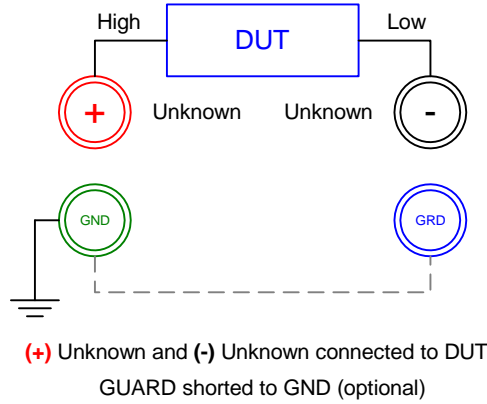 High
DUT
Low
+
Unknown
Unknown
-
GND
GRD
(+) Unknown and (-) Unknown connected to DUT
GUARD shorted to GND (optional)